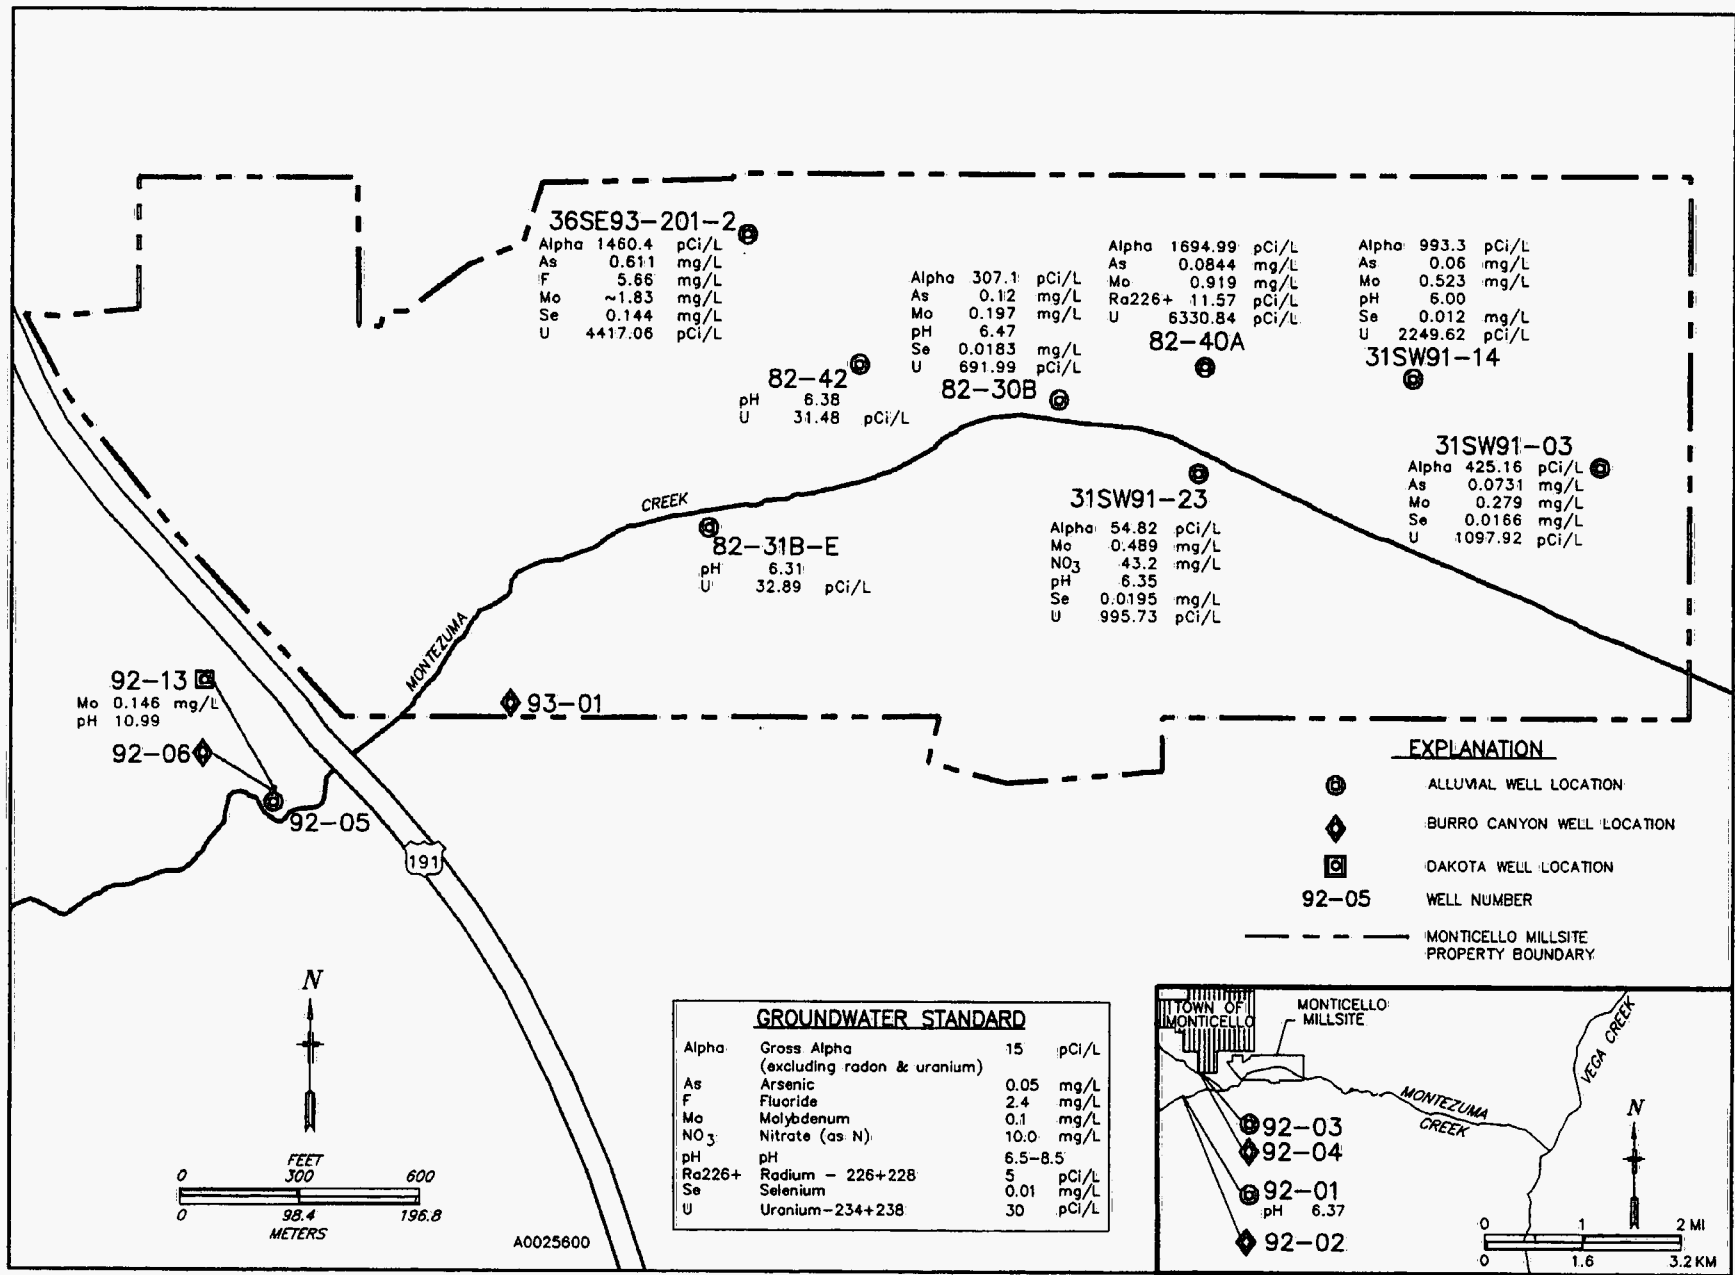 36SE93-201-2
Alpha 1460.4 pCi/L
As 0.611 mg/L
F 5.66 mg/L
Mo ~1.83 mg/L
Se 0.144 mg/L
U 4417.06 pCi/L
Alpha 307.1 pCi/L
As 0.12 mg/L
Mo 0.197 mg/L
pH 6.47
Se 0.0183 mg/L
U 691.99 pCi/L
82-30B
Alpha 1694.99 pCi/L
As 0.0844 mg/L
Mo 0.919 mg/L
Ra226+ 11.57 pCi/L
U 6330.84 pCi/L
82-40A
Alpha 993.3 pCi/L
As 0.06 mg/L
Mo 0.523 mg/L
pH 6.00
Se 0.012 mg/L
U 2249.62 pCi/L
31SW91-14
82-42
pH 6.38
U 31.48 pCi/L
31SW91-03
Alpha 425.16 pCi/L
As 0.0731 mg/L
Mo 0.279 mg/L
Se 0.0166 mg/L
U 1097.92 pCi/L
31SW91-23
Alpha 54.82 pCi/L
Mo 0.489 mg/L
NO3 43.2 mg/L
pH 6.35
Se 0.0195 mg/L
U 995.73 pCi/L
CREEK
82-31B-E
pH 6.31
U 32.89 pCi/L
MONTEZUMA
92-13
Mo 0.146 mg/L
pH 10.99
92-06
92-05
93-01
191
EXPLANATION
ALLUVIAL WELL LOCATION
BURRO CANYON WELL LOCATION
DAKOTA WELL LOCATION
92-05 WELL NUMBER
MONTICELLO MILLSITE
PROPERTY BOUNDARY
N
FEET
0 300 600
0 98.4 196.8
METERS
A0025600
GROUNDWATER STANDARD
Alpha Gross Alpha 15 pCi/L
(excluding radon & uranium)
As Arsenic 0.05 mg/L
F Fluoride 2.4 mg/L
Mo Molybdenum 0.1 mg/L
NO3 Nitrate (as N) 10.0 mg/L
pH pH 6.5-8.5
Ra226+ Radium - 226+228 5 pCi/L
Se Selenium 0.01 mg/L
U Uranium-234+238 30 pCi/L
TOWN OF
MONTICELLO
MONTICELLO
MILLSITE
VEGA CREEK
MONTEZUMA
CREEK
92-03
92-04
92-01
pH 6.37
92-02
N
0 1 2 MI
0 1.6 3.2 KM